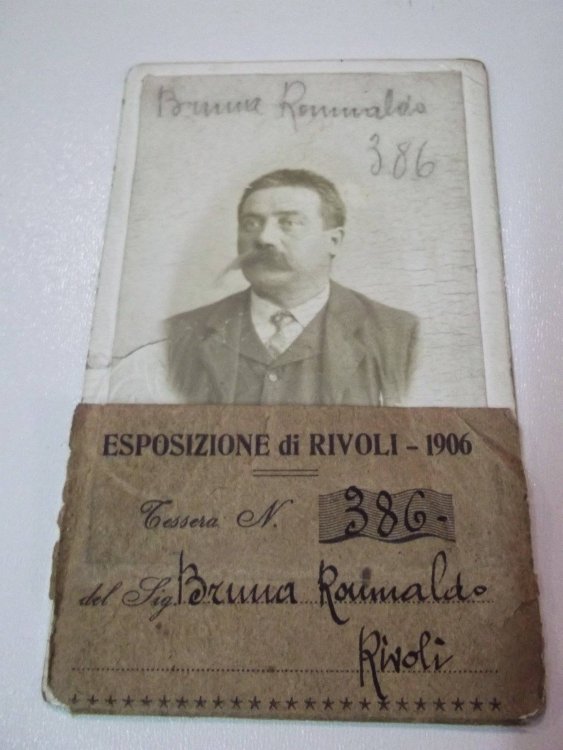 Bruna Romualdo
386
ESPOSIZIONE di RIVOLI - 1906
Tessera N. 386-
del Sig. Bruna Romualdo
Rivoli